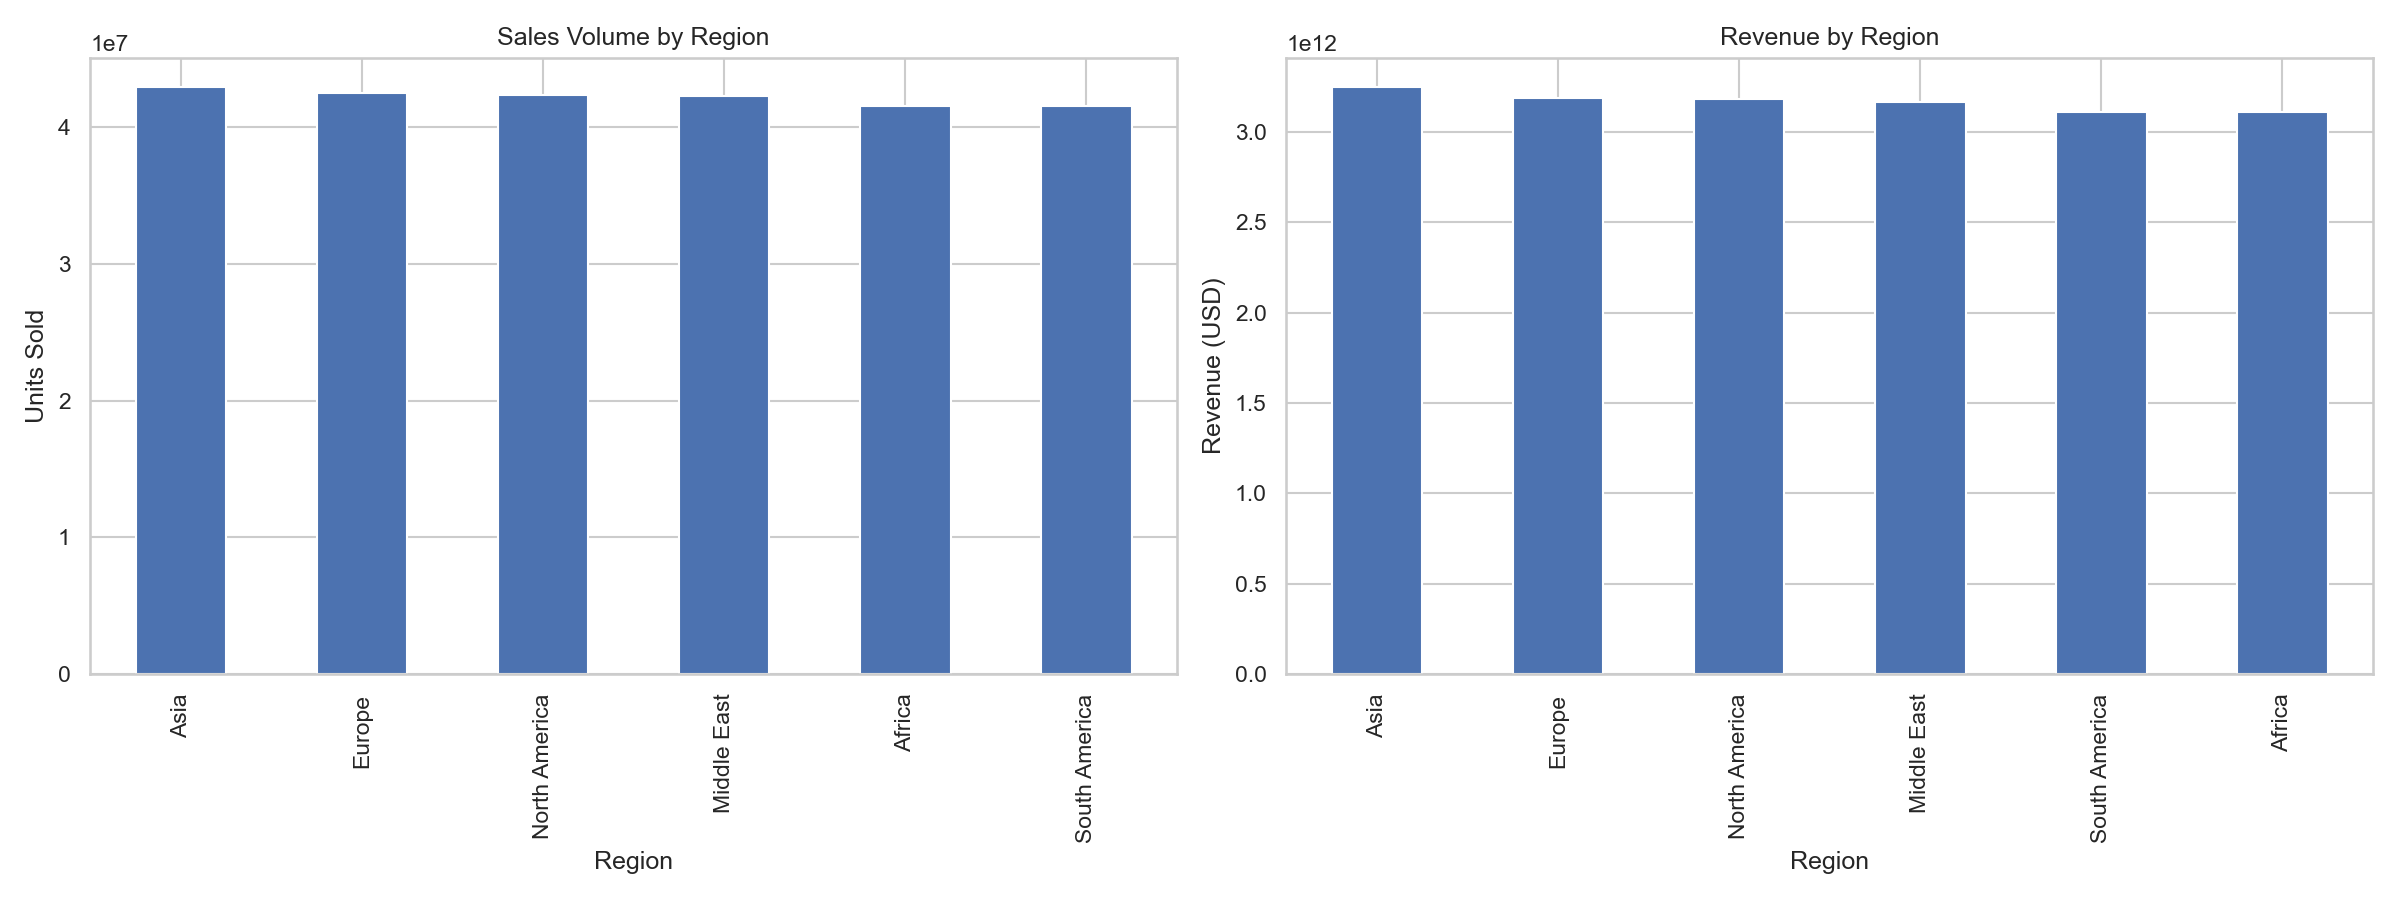 Sales Volume by Region
1e7
4
3
2
1
0
Units Sold
Asia
Europe
North America
Middle East
Africa
South America
Region
Revenue by Region
1e12
3.0
2.5
2.0
1.5
1.0
0.5
0.0
Revenue (USD)
Asia
Europe
North America
Middle East
South America
Africa
Region